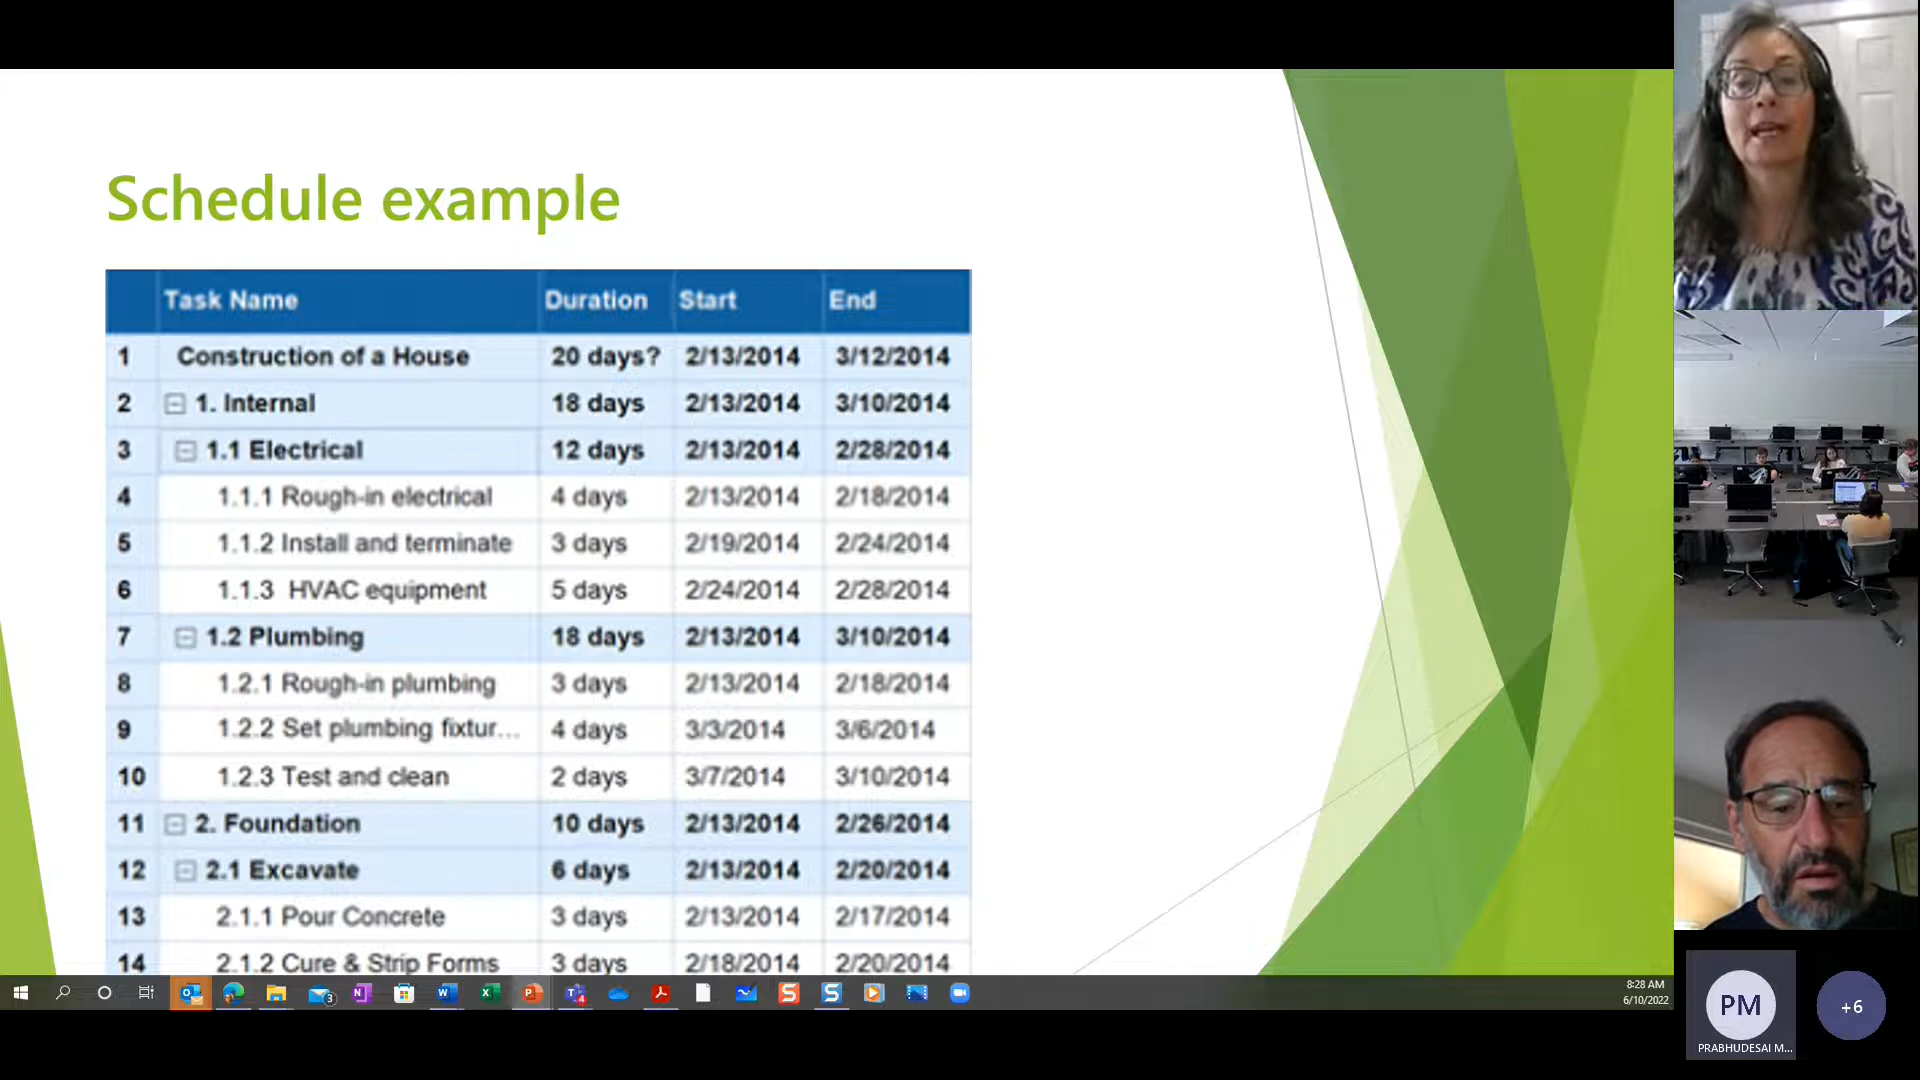 Schedule example
Task Name Duration Start End
1 Construction of a House 20 days? 2/13/2014 3/12/2014
2 1. Internal 18 days 2/13/2014 3/10/2014
3 1.1 Electrical 12 days 2/13/2014 2/28/2014
4 1.1.1 Rough-in electrical 4 days 2/13/2014 2/18/2014
5 1.1.2 Install and terminate 3 days 2/19/2014 2/24/2014
6 1.1.3 HVAC equipment 5 days 2/24/2014 2/28/2014
7 1.2 Plumbing 18 days 2/13/2014 3/10/2014
8 1.2.1 Rough-in plumbing 3 days 2/13/2014 2/18/2014
9 1.2.2 Set plumbing fixtur... 4 days 3/3/2014 3/6/2014
10 1.2.3 Test and clean 2 days 3/7/2014 3/10/2014
11 2. Foundation 10 days 2/13/2014 2/26/2014
12 2.1 Excavate 6 days 2/13/2014 2/20/2014
13 2.1.1 Pour Concrete 3 days 2/13/2014 2/17/2014
14 2.1.2 Cure & Strip Forms 3 days 2/18/2014 2/20/2014
8:28 AM
6/10/2022
PM
PRABHUDESAI M...
+6